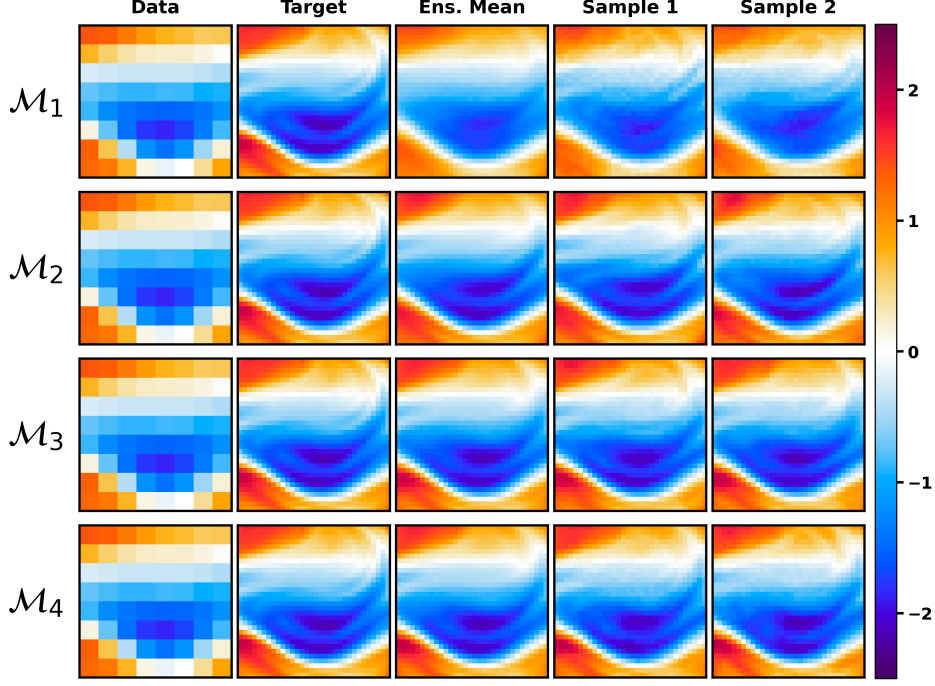 Data Target Ens. Mean Sample 1 Sample 2
ℳ1
ℳ2
ℳ3
ℳ4
2
1
0
−1
−2